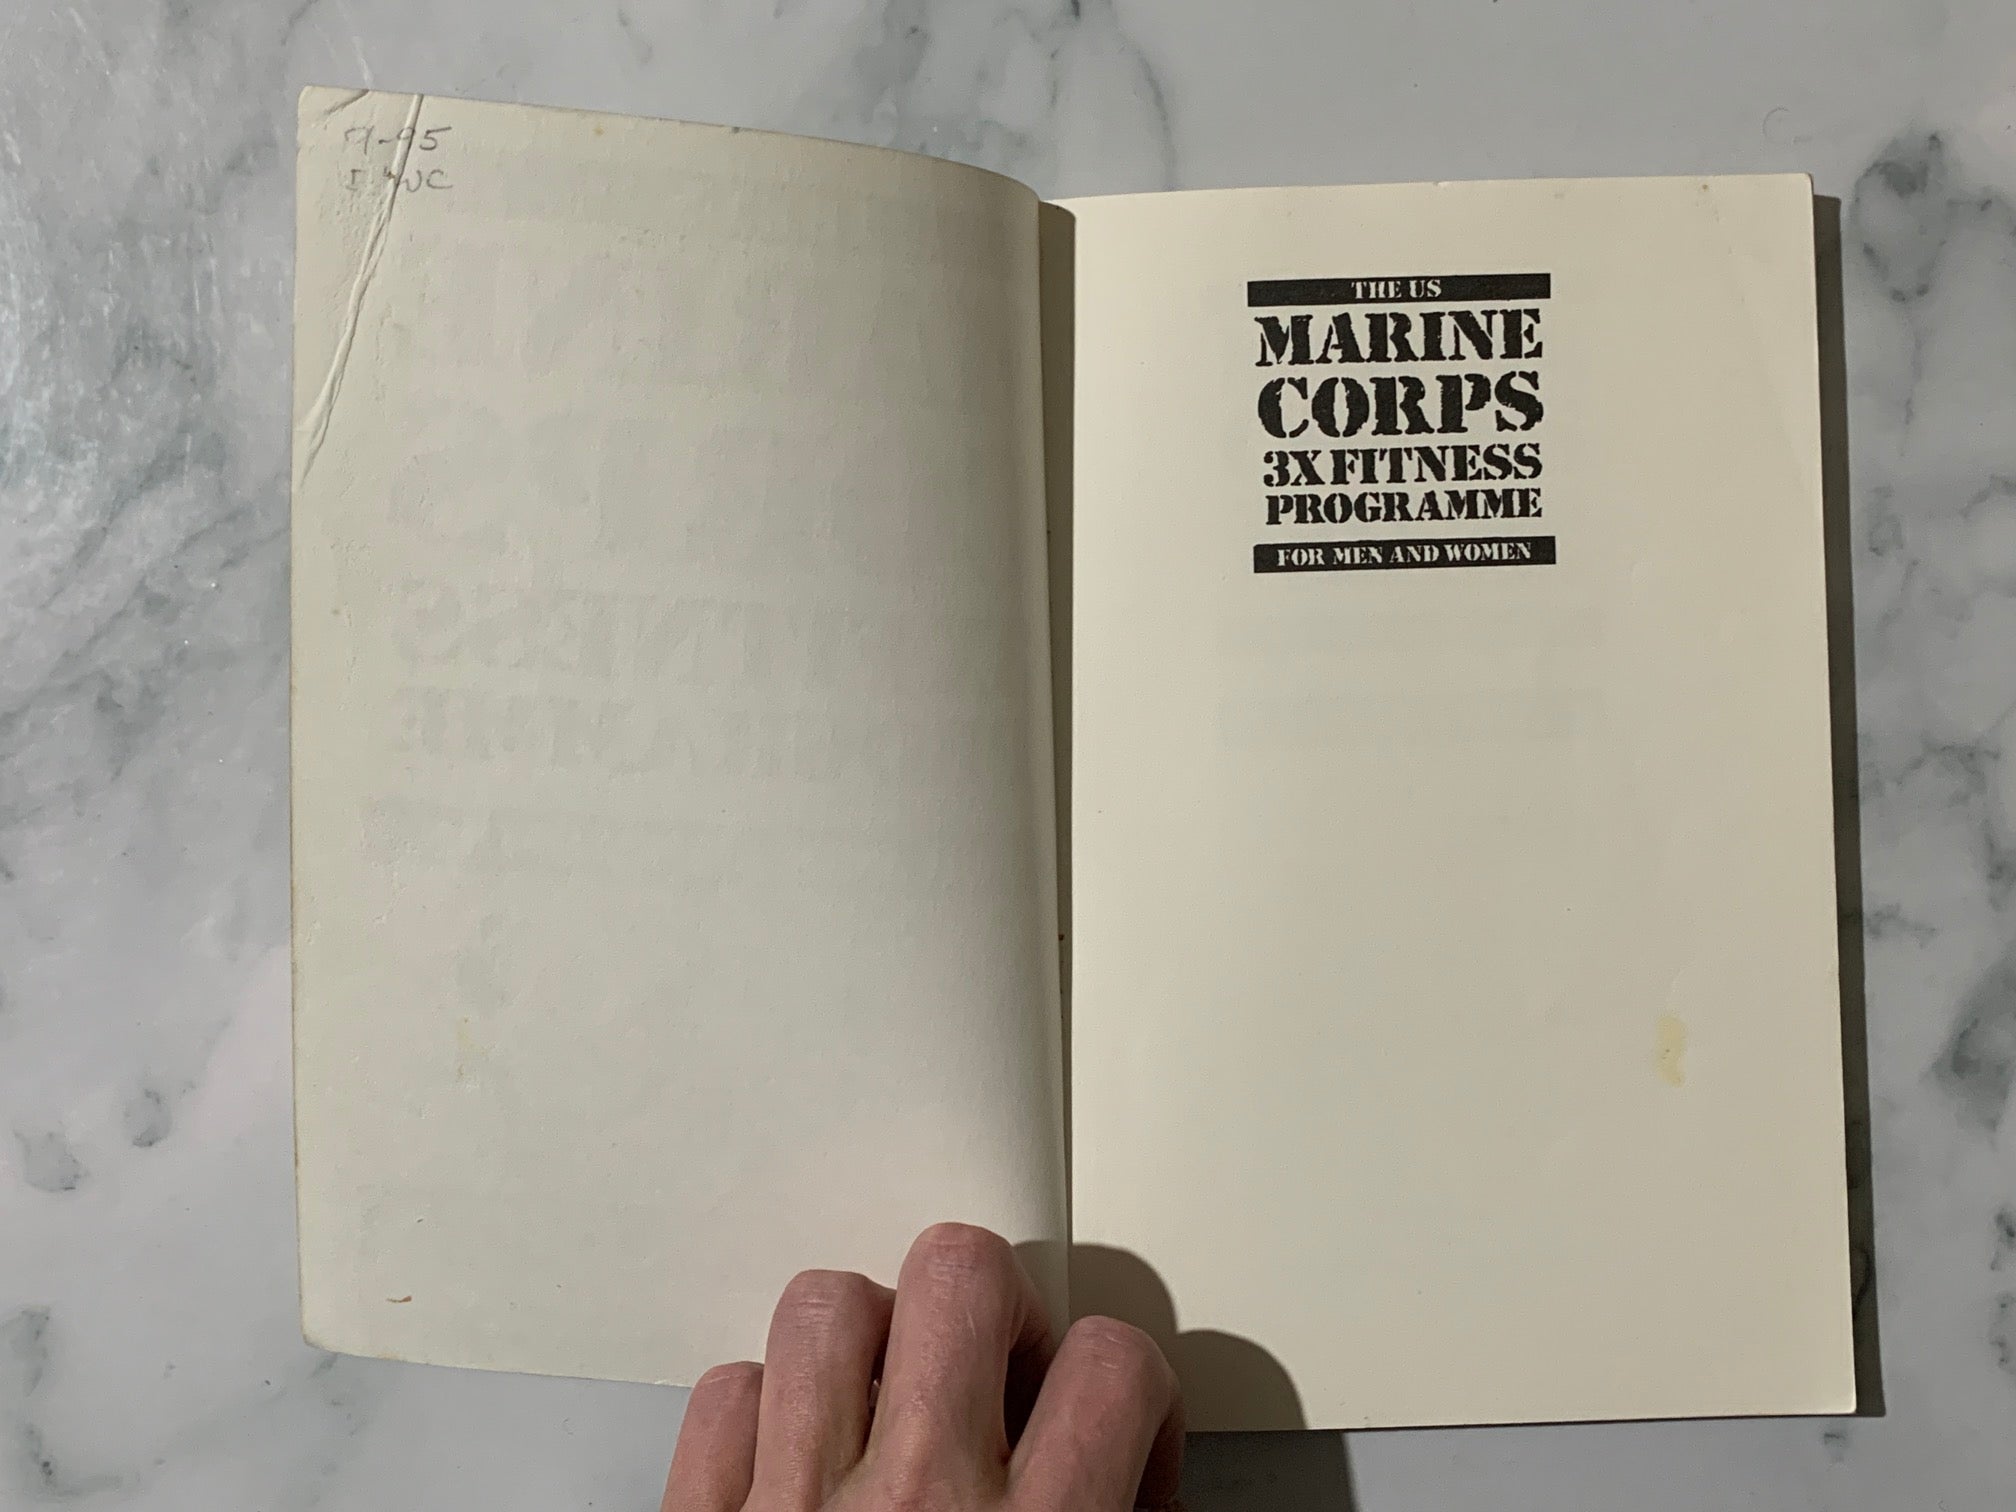 THE US
MARINE
CORPS
3X FITNESS
PROGRAMME
FOR MEN AND WOMEN